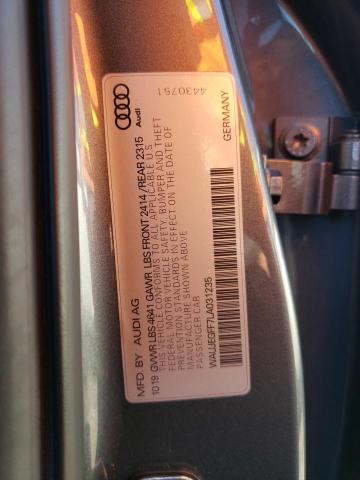 MFD BY AUDI AG
10 19 GVWR LBS 4641 GAWR LBS FRONT 2414 / REAR 2315
THIS VEHICLE CONFORMS TO ALL APPLICABLE U S
FEDERAL MOTOR VEHICLE SAFETY, BUMPER AND THEFT
PREVENTION STANDARDS IN EFFECT ON THE DATE OF
MANUFACTURE SHOWN ABOVE
PASSENGER CAR
WAUJEGFF7LA031235
GERMANY
Audi
4430751